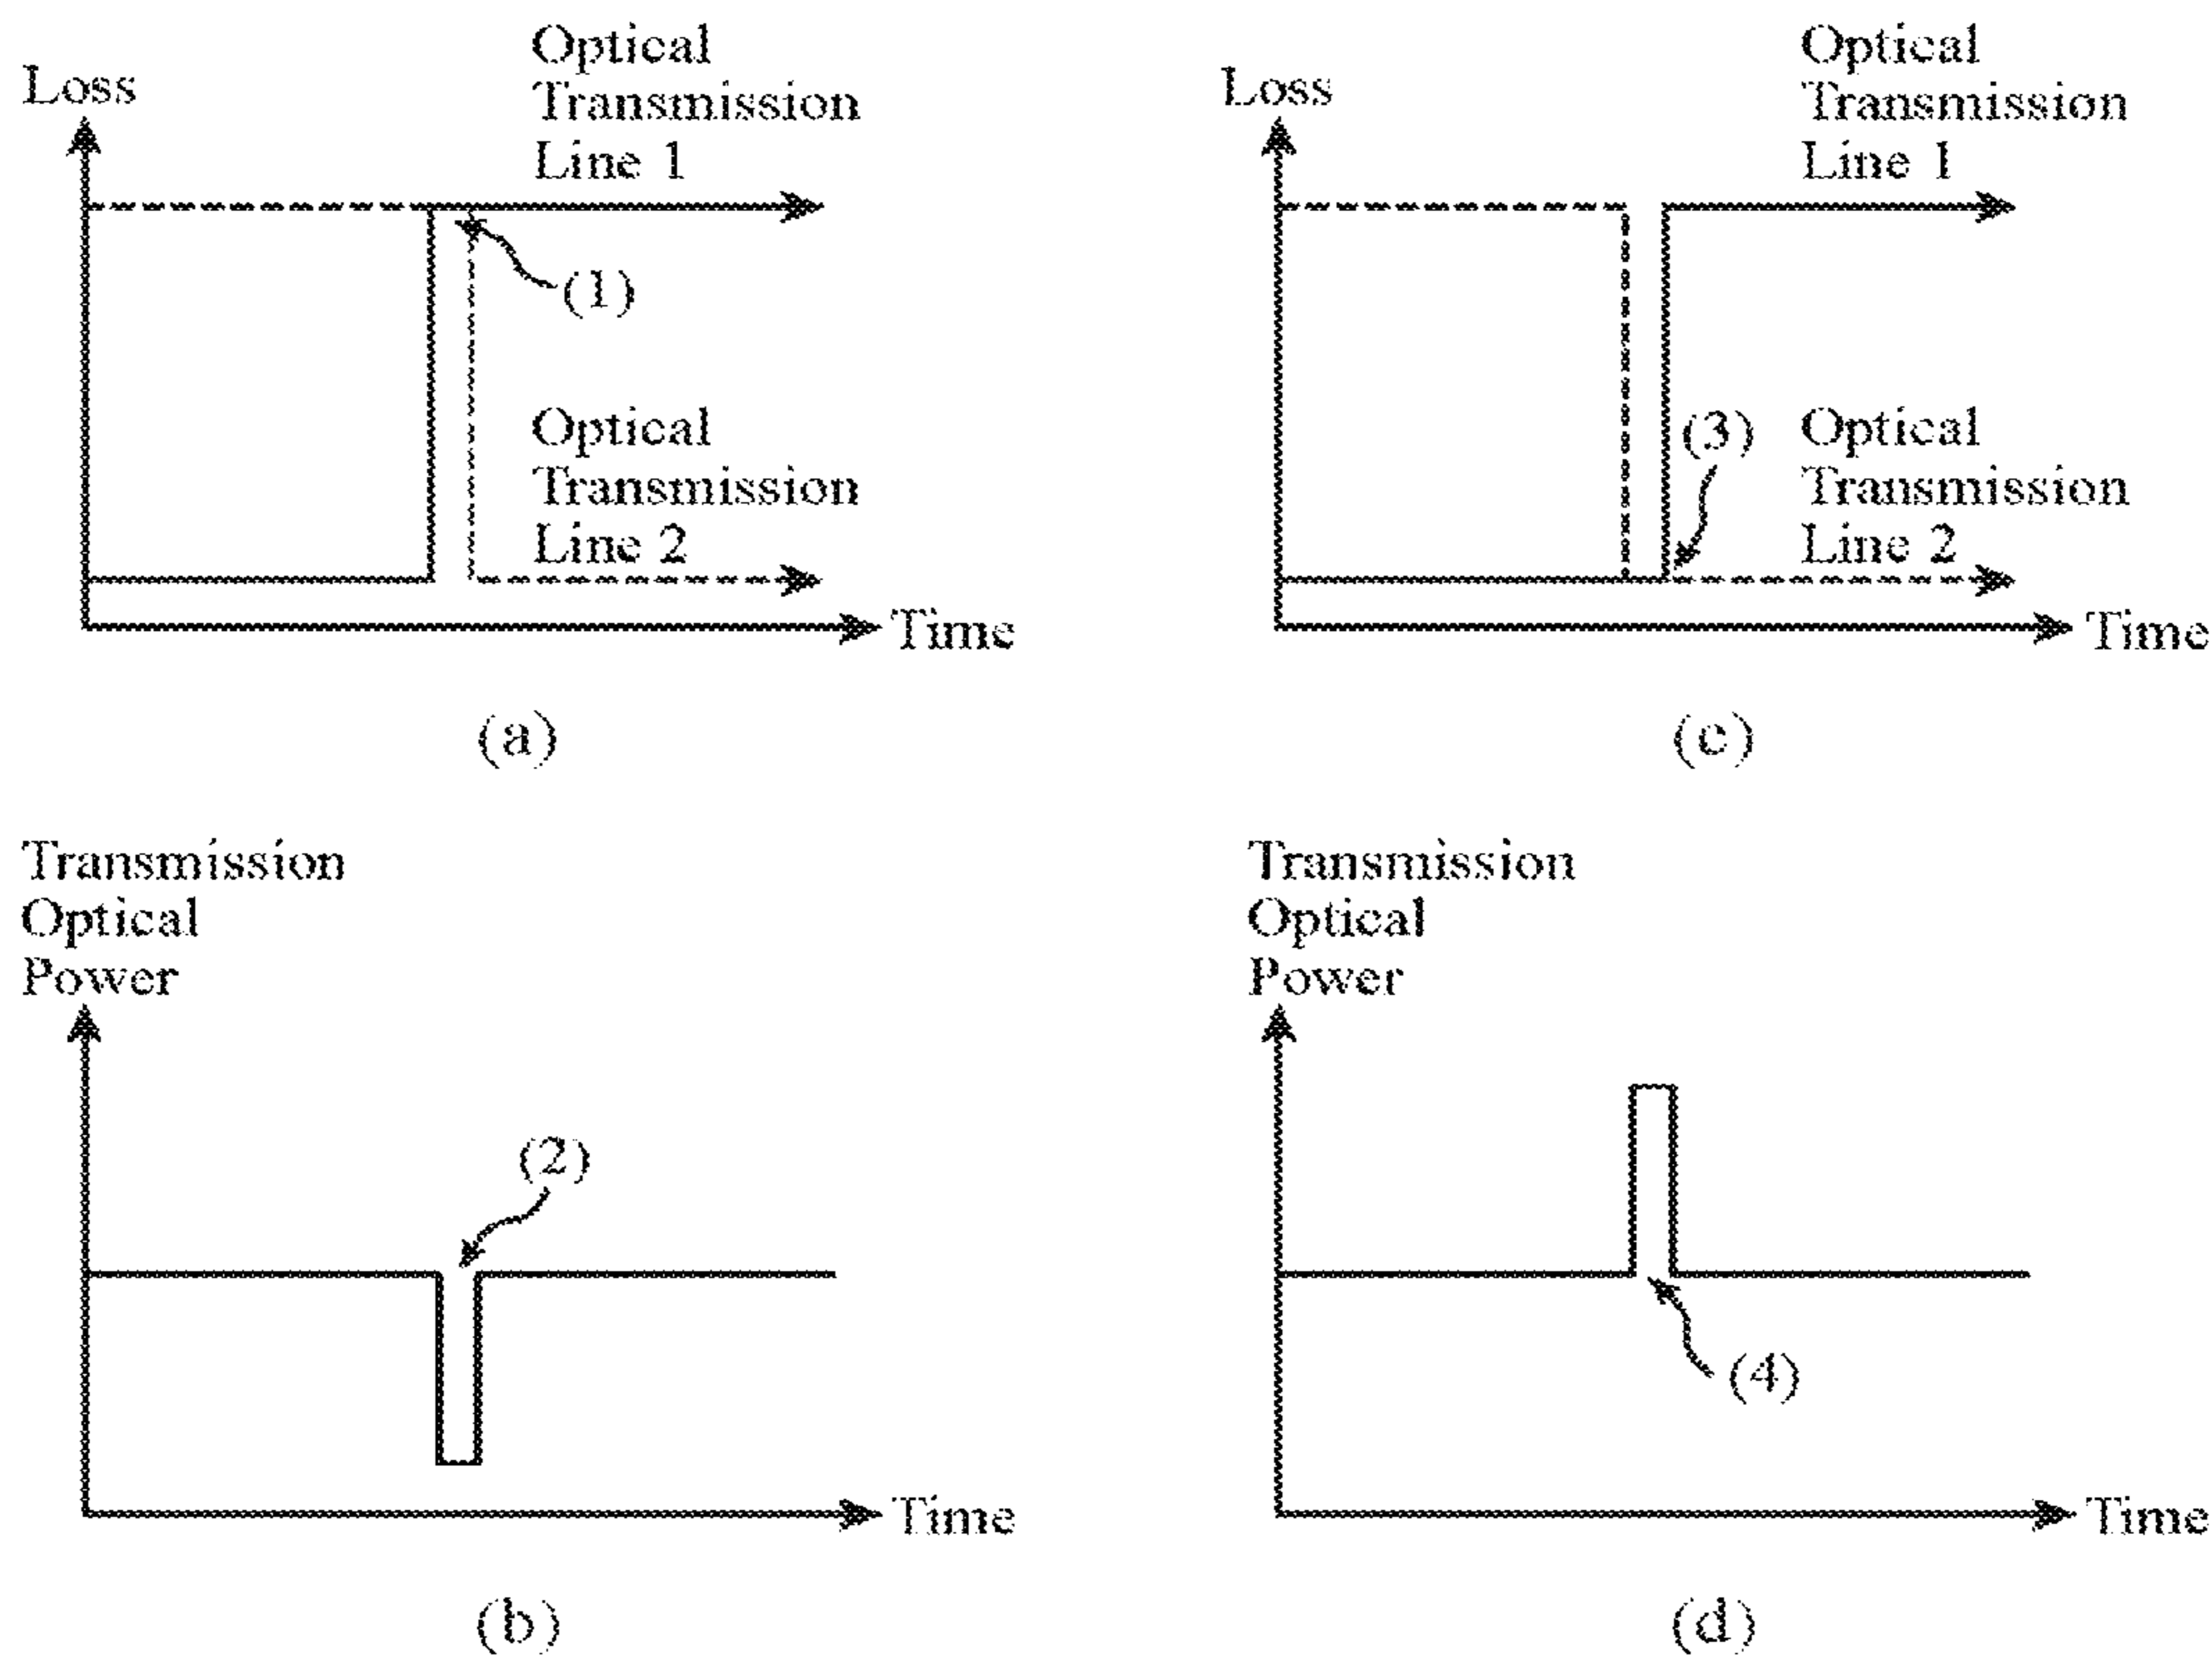 Loss
Optical
Transmission
Line 1
(1)
Optical
Transmission
Line 2
Time
(a)
Loss
Optical
Transmission
Line 1
(3)
Optical
Transmission
Line 2
Time
(c)
Transmission
Optical
Power
(2)
Time
(b)
Transmission
Optical
Power
(4)
Time
(d)